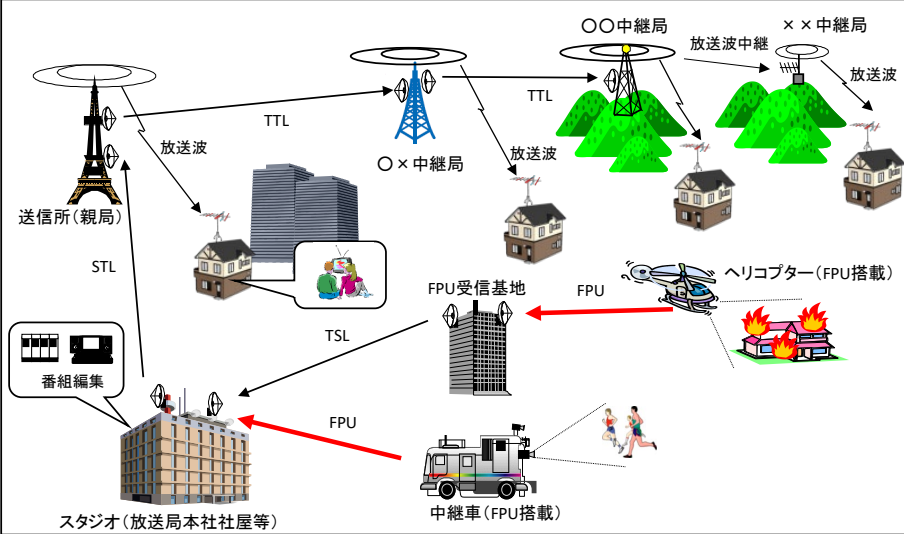 〇〇中継局
××中継局
放送波中継
放送波
TTL
TTL
〇×中継局
放送波
放送波
送信所(親局)
STL
ヘリコプター(FPU搭載)
FPU受信基地
FPU
TSL
番組編集
FPU
中継車(FPU搭載)
スタジオ(放送局本社社屋等)